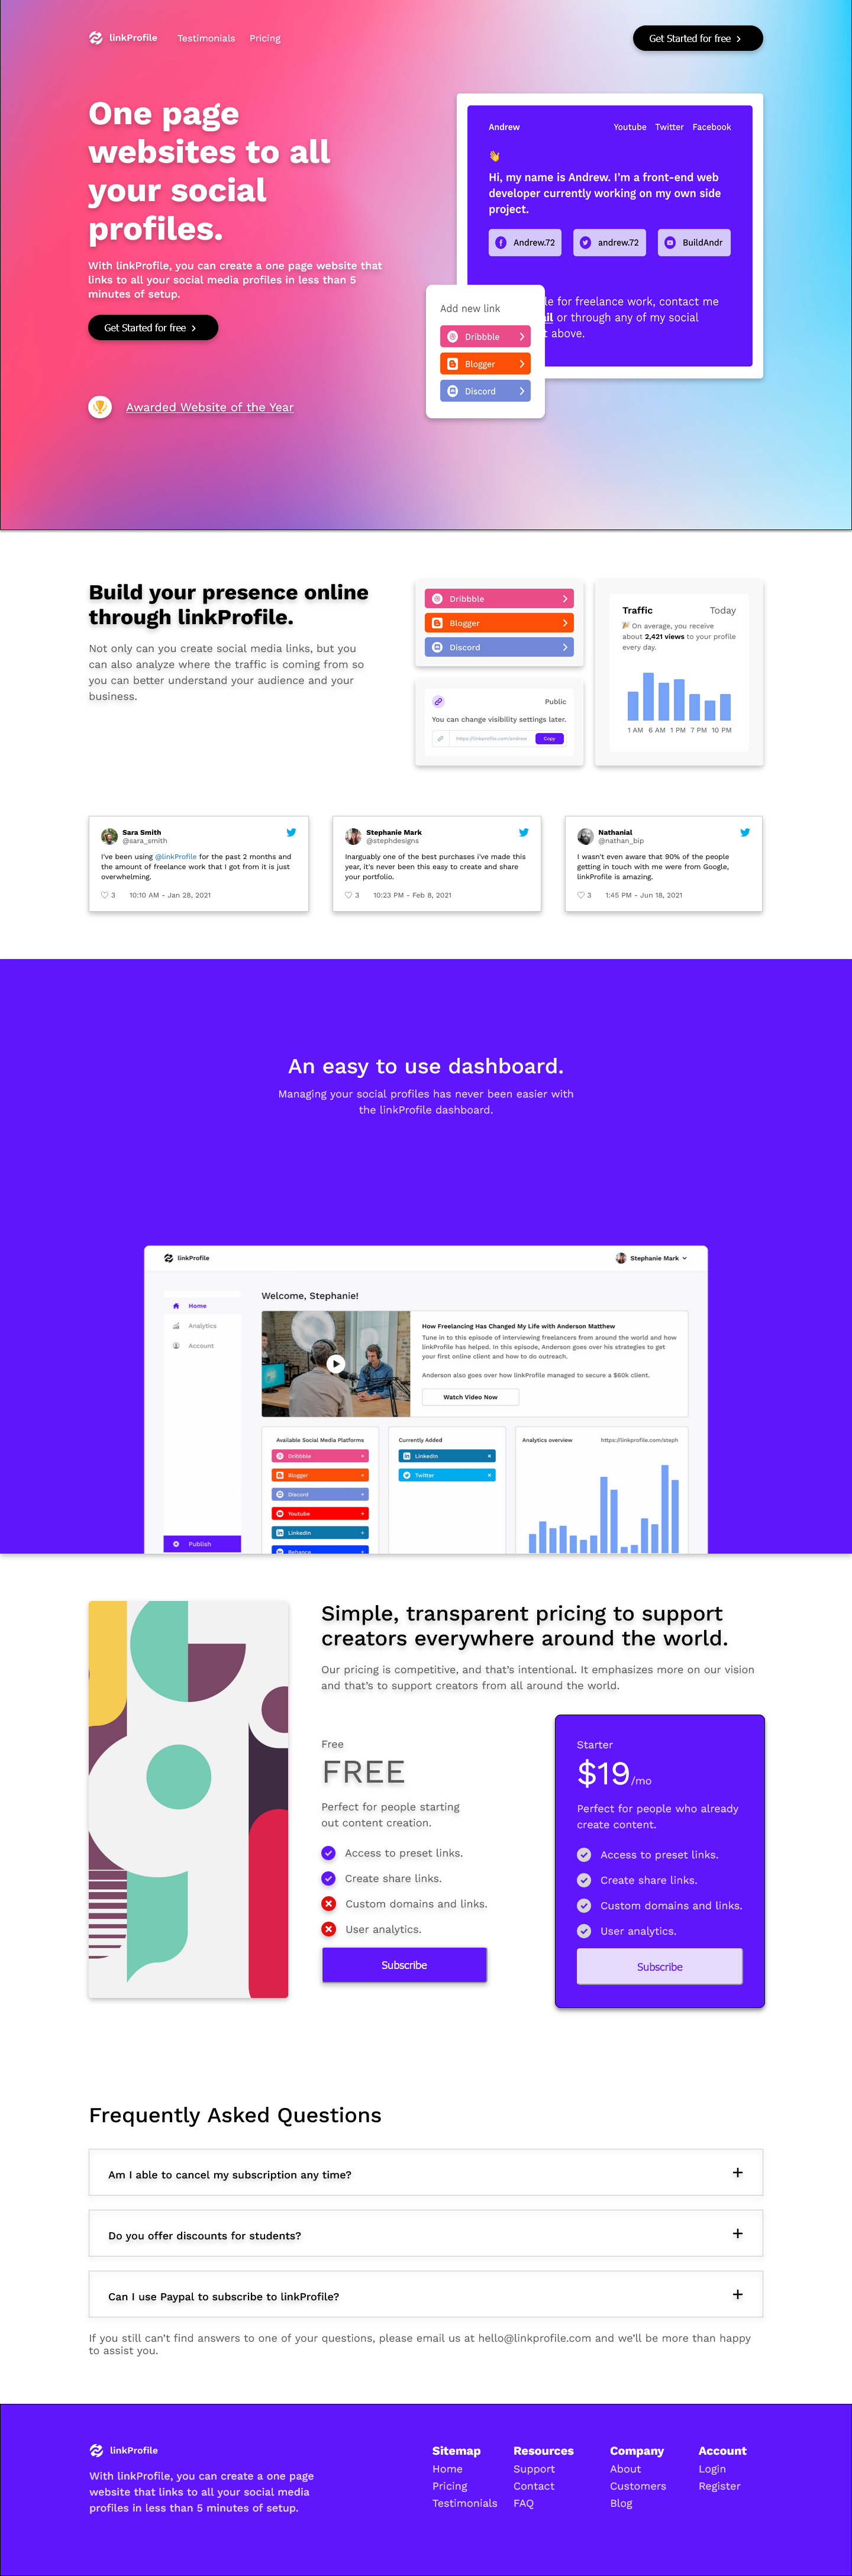 linkProfile Testimonials Pricing Get Started for free
One page
websites to all
your social
profiles.
With linkProfile, you can create a one page website that
links to all your social media profiles in less than 5
minutes of setup.
Get Started for free
Awarded Website of the Year
Andrew Youtube Twitter Facebook
Hi, my name is Andrew. I'm a front-end web
developer currently working on my own side
project.
Andrew.72 andrew.72 BuildAndr
le for freelance work, contact me
il or through any of my social
t above.
Add new link
Dribbble
Blogger
Discord
Build your presence online
through linkProfile.
Not only can you create social media links, but you
can also analyze where the traffic is coming from so
you can better understand your audience and your
business.
Dribbble
Blogger
Discord
Public
You can change visibility settings later.
https://linkprofile.com/andrew Copy
Traffic Today
On average, you receive
about 2,421 views to your profile
every day.
1 AM 6 AM 1 PM 7 PM 10 PM
Sara Smith
@sara_smith
I've been using @linkProfile for the past 2 months and
the amount of freelance work that I got from it is just
overwhelming.
3 10:10 AM - Jan 28, 2021
Stephanie Mark
@stephdesigns
Inarguably one of the best purchases i've made this
year, it's never been this easy to create and share
your portfolio.
3 10:23 PM - Feb 8, 2021
Nathanial
@nathan_bip
I wasn't even aware that 90% of the people
getting in touch with me were from Google,
linkProfile is amazing.
3 1:45 PM - Jun 18, 2021
An easy to use dashboard.
Managing your social profiles has never been easier with
the linkProfile dashboard.
linkProfile Stephanie Mark
Home
Analytics
Account
Publish
Welcome, Stephanie!
How Freelancing Has Changed My Life with Anderson Matthew
Tune in to this episode of interviewing freelancers from around the world and how
linkProfile has helped. In this episode, Anderson goes over his strategies to get
your first online client and how to do outreach.
Anderson also goes over how linkProfile managed to secure a $60k client.
Watch Video Now
Available Social Media Platforms
Dribbble +
Blogger +
Discord +
Youtube +
LinkedIn +
Behance
Currently Added
LinkedIn ×
Twitter ×
Analytics overview https://linkprofile.com/steph
Simple, transparent pricing to support
creators everywhere around the world.
Our pricing is competitive, and that's intentional. It emphasizes more on our vision
and that's to support creators from all around the world.
Free
FREE
Perfect for people starting
out content creation.
Access to preset links.
Create share links.
Custom domains and links.
User analytics.
Subscribe
Starter
$19/mo
Perfect for people who already
create content.
Access to preset links.
Create share links.
Custom domains and links.
User analytics.
Subscribe
Frequently Asked Questions
Am I able to cancel my subscription any time? +
Do you offer discounts for students? +
Can I use Paypal to subscribe to linkProfile? +
If you still can't find answers to one of your questions, please email us at hello@linkprofile.com and we'll be more than happy
to assist you.
linkProfile
With linkProfile, you can create a one page
website that links to all your social media
profiles in less than 5 minutes of setup.
Sitemap
Home
Pricing
Testimonials
Resources
Support
Contact
FAQ
Company
About
Customers
Blog
Account
Login
Register